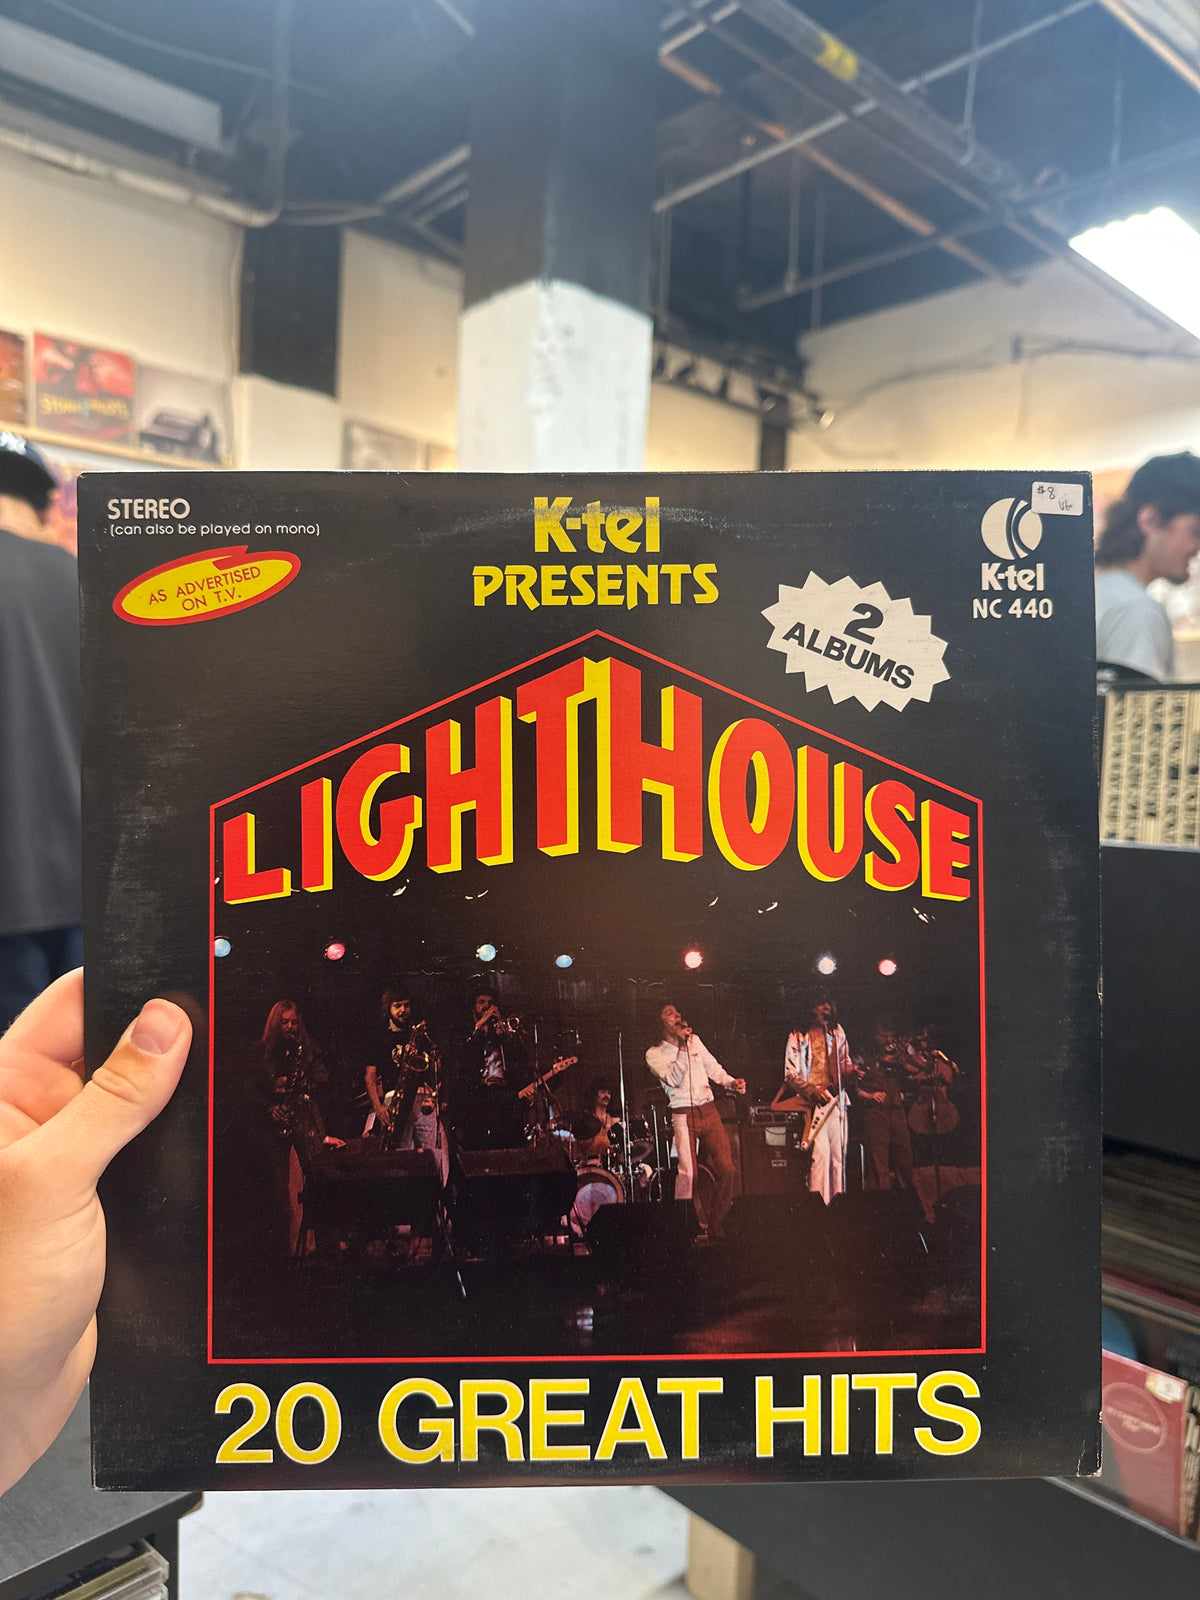 STEREO
(can also be played on mono)
AS ADVERTISED
ON T.V.
K-tel
PRESENTS
$8
VG
K-tel
NC 440
2
ALBUMS
LIGHTHOUSE
20 GREAT HITS